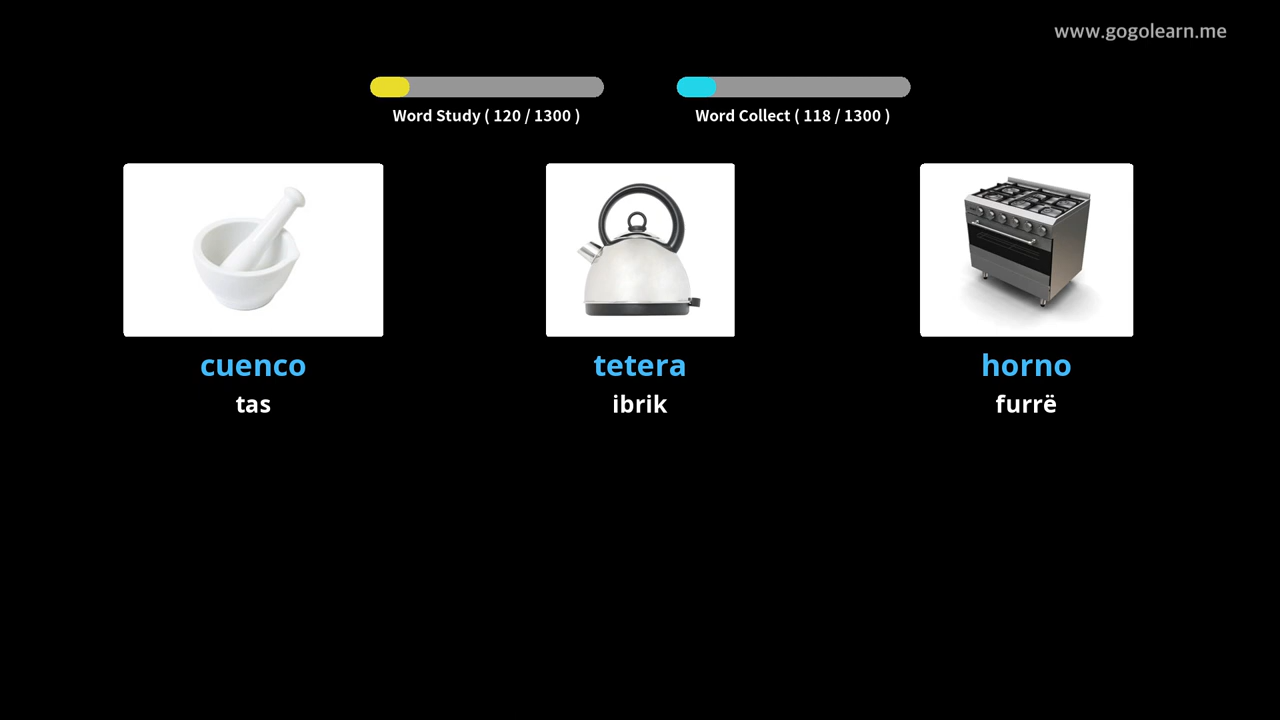 www.gogolearn.me
Word Study ( 120 / 1300 )
Word Collect ( 118 / 1300 )
cuenco
tas
tetera
ibrik
horno
furrë